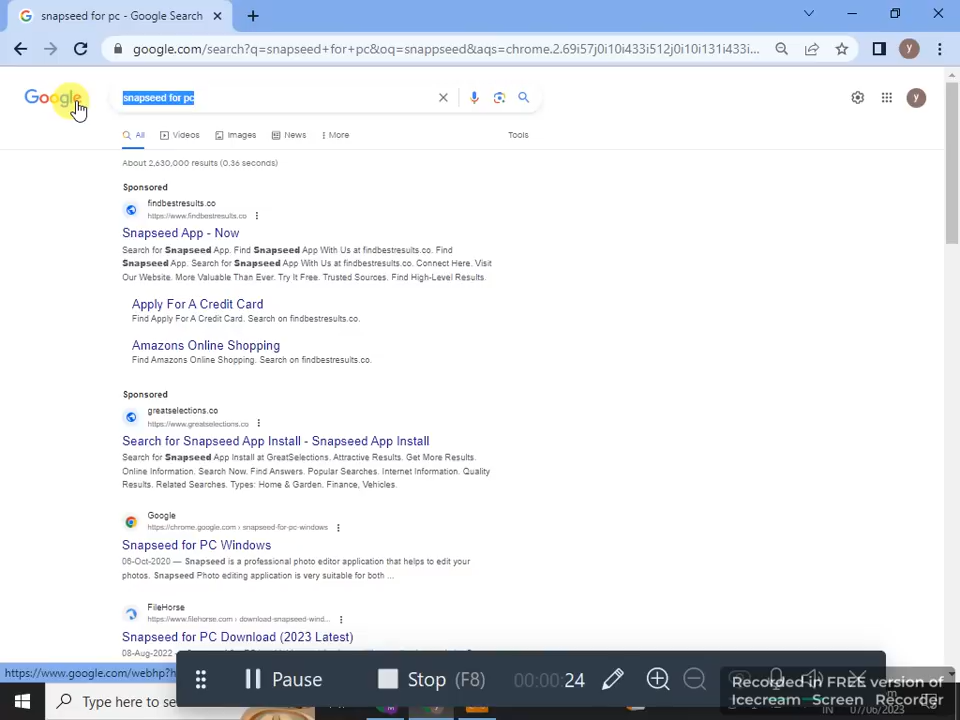 snapseed for pc - Google Search
google.com/search?q=snapseed+for+pc&oq=snappseed&aqs=chrome.2.69i57j0i10i433i512j0i10i131i433i...
y
Google
snapseed for pc
y
All
Videos
Images
News
More
Tools
About 2,630,000 results (0.36 seconds)
Sponsored
findbestresults.co
https://www.findbestresults.co
Snapseed App - Now
Search for Snapseed App. Find Snapseed App With Us at findbestresults.co. Find
Snapseed App. Search for Snapseed App With Us at findbestresults.co. Connect Here. Visit
Our Website. More Valuable Than Ever. Try It Free. Trusted Sources. Find High-Level Results.
Apply For A Credit Card
Find Apply For A Credit Card. Search on findbestresults.co.
Amazons Online Shopping
Find Amazons Online Shopping. Search on findbestresults.co.
Sponsored
greatselections.co
https://www.greatselections.co
Search for Snapseed App Install - Snapseed App Install
Search for Snapseed App Install at GreatSelections. Attractive Results. Get More Results.
Online Information. Search Now. Find Answers. Popular Searches. Internet Information. Quality
Results. Related Searches. Types: Home & Garden, Finance, Vehicles.
Google
https://chrome.google.com › snapseed-for-pc-windows
Snapseed for PC Windows
06-Oct-2020 — Snapseed is a professional photo editor application that helps to edit your
photos. Snapseed Photo editing application is very suitable for both ...
FileHorse
https://www.filehorse.com › download-snapseed-wind...
Snapseed for PC Download (2023 Latest)
08-Aug-2022 —
https://www.google.com/webhp?h
Pause
Stop (F8)
00:00:24
Recorded in FREE version of
Icecream Screen Recorder
Type here to se
IN
07/06/2023